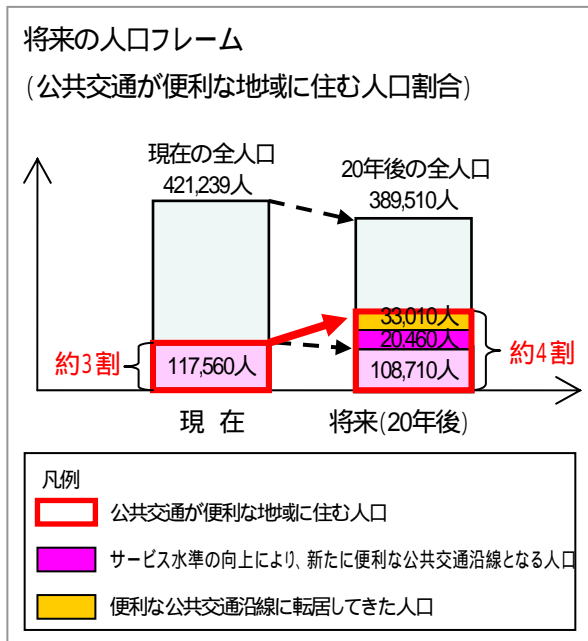 将来の人口フレーム
(公共交通が便利な地域に住む人口割合)
現在の全人口
421,239人
20年後の全人口
389,510人
33,010人
20,460人
約3割
117,560人
108,710人
約4割
現 在
将来(20年後)
凡例
公共交通が便利な地域に住む人口
サービス水準の向上により、新たに便利な公共交通沿線となる人口
便利な公共交通沿線に転居してきた人口